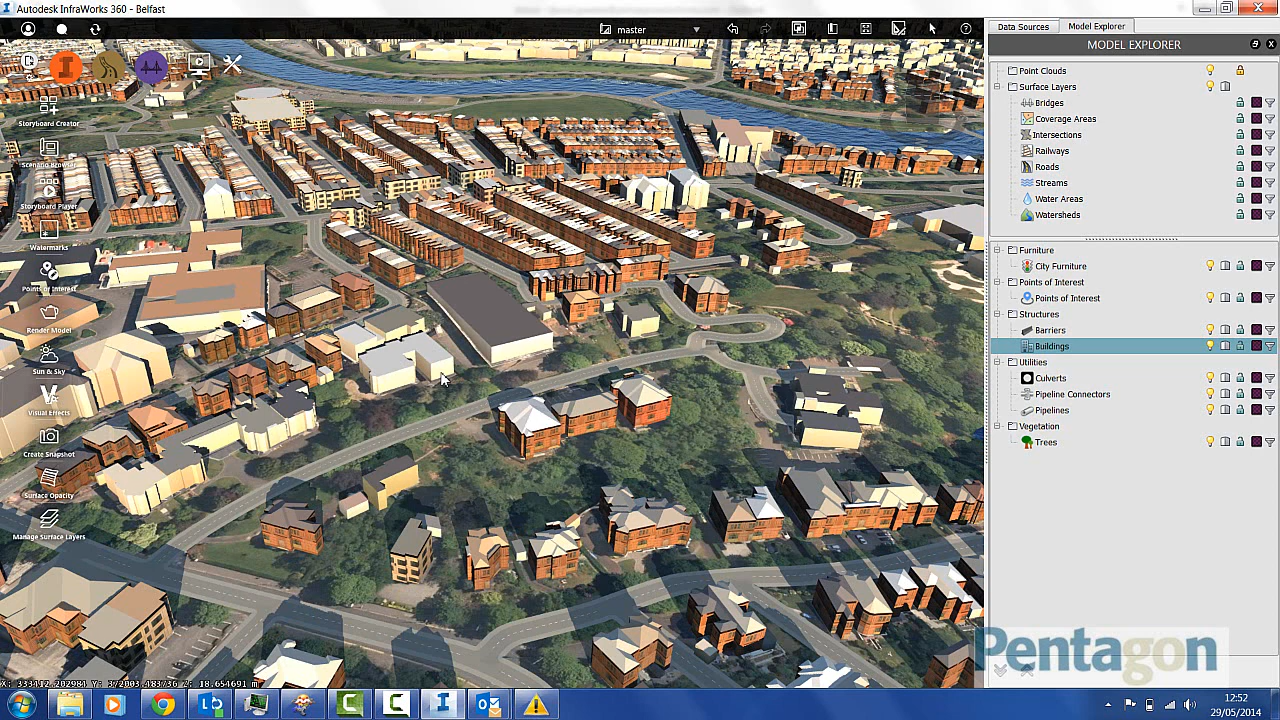 Autodesk InfraWorks 360 - Belfast
master
Storyboard Creator
Scenario Browser
Storyboard Player
Watermarks
Points of Interest
Render Model
Sun & Sky
Visual Effects
Create Snapshot
Surface Opacity
Manage Surface Layers
Data Sources
Model Explorer
MODEL EXPLORER
Point Clouds
Surface Layers
Bridges
Coverage Areas
Intersections
Railways
Roads
Streams
Water Areas
Watersheds
Furniture
City Furniture
Points of Interest
Points of Interest
Structures
Barriers
Buildings
Utilities
Culverts
Pipeline Connectors
Pipelines
Vegetation
Trees
Pentagon
12:52
29/05/2014